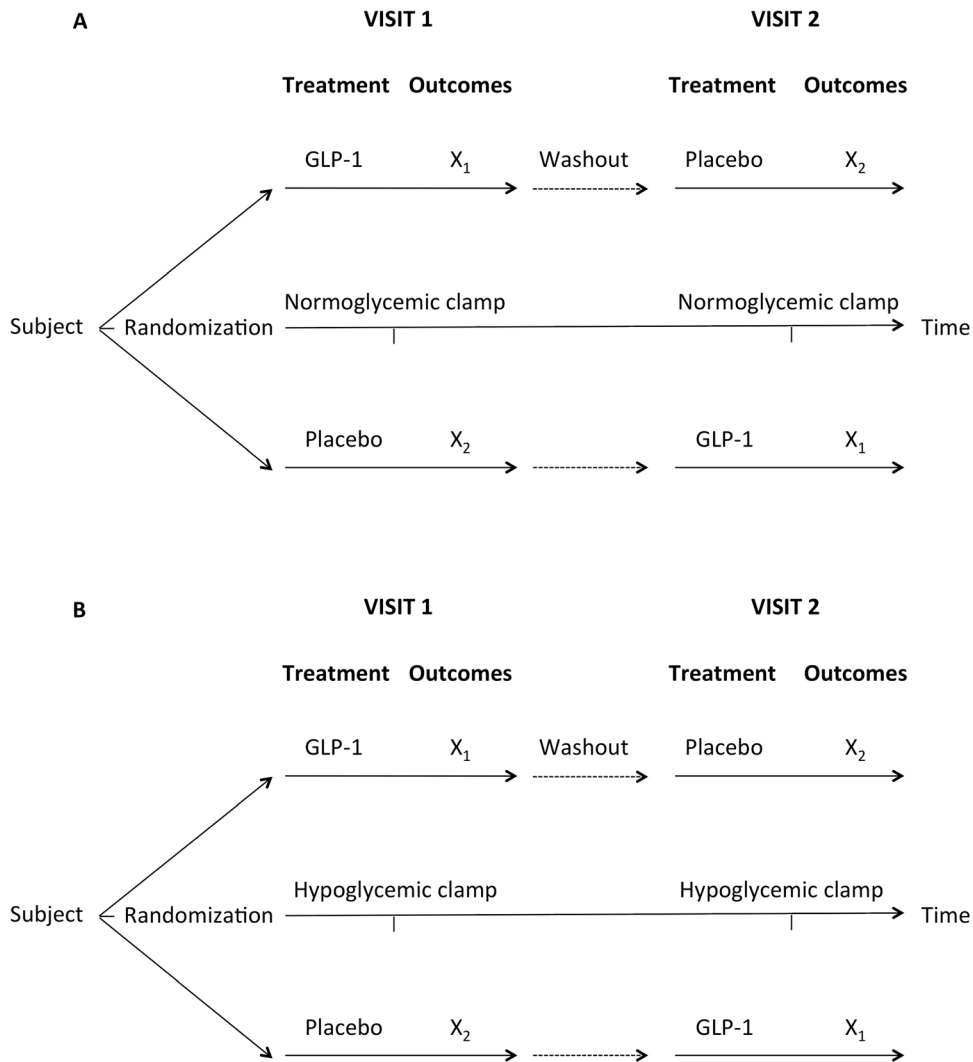 A VISIT 1 VISIT 2
Treatment Outcomes Treatment Outcomes
GLP-1 X₁ Washout Placebo X₂
Normoglycemic clamp Normoglycemic clamp
Subject Randomization Time
Placebo X₂ GLP-1 X₁
B VISIT 1 VISIT 2
Treatment Outcomes Treatment Outcomes
GLP-1 X₁ Washout Placebo X₂
Hypoglycemic clamp Hypoglycemic clamp
Subject Randomization Time
Placebo X₂ GLP-1 X₁